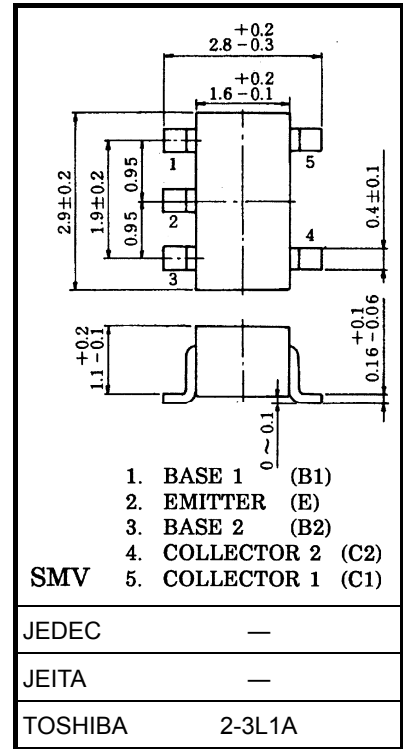 +0.2
2.8 −0.3
+0.2
1.6 −0.1
2.9±0.2
1.9±0.2
0.95
0.95
1
2
3
5
4
0.4±0.1
+0.2
1.1−0.1
+0.1
0.16−0.06
0 ~ 0.1
1. BASE 1 (B1)
2. EMITTER (E)
3. BASE 2 (B2)
4. COLLECTOR 2 (C2)
SMV 5. COLLECTOR 1 (C1)
JEDEC —
JEITA —
TOSHIBA 2-3L1A